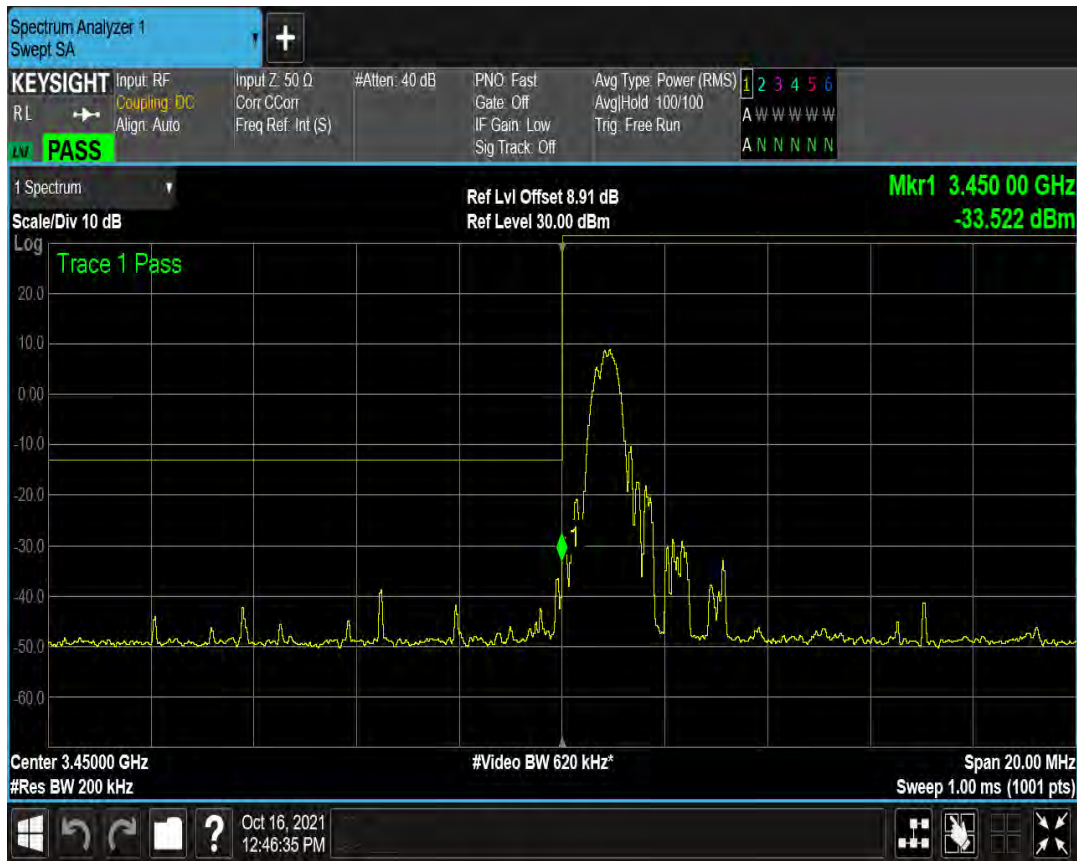 Spectrum Analyzer 1
Swept SA
+
KEYSIGHT Input: RF Input Z: 50 Ω #Atten: 40 dB PNO: Fast Avg Type: Power (RMS) 1 2 3 4 5 6
RL Coupling: DC Corr CCorr Gate: Off Avg|Hold: 100/100 A W W W W W
Align: Auto Freq Ref: Int (S) IF Gain: Low Trig: Free Run
PASS Sig Track: Off A N N N N N
1 Spectrum Ref Lvl Offset 8.91 dB Mkr1 3.450 00 GHz
Scale/Div 10 dB Ref Level 30.00 dBm -33.522 dBm
Log
Trace 1 Pass
20.0
10.0
0.00
-10.0
-20.0
-30.0
1
-40.0
-50.0
-60.0
Center 3.45000 GHz #Video BW 620 kHz* Span 20.00 MHz
#Res BW 200 kHz Sweep 1.00 ms (1001 pts)
? Oct 16, 2021
12:46:35 PM